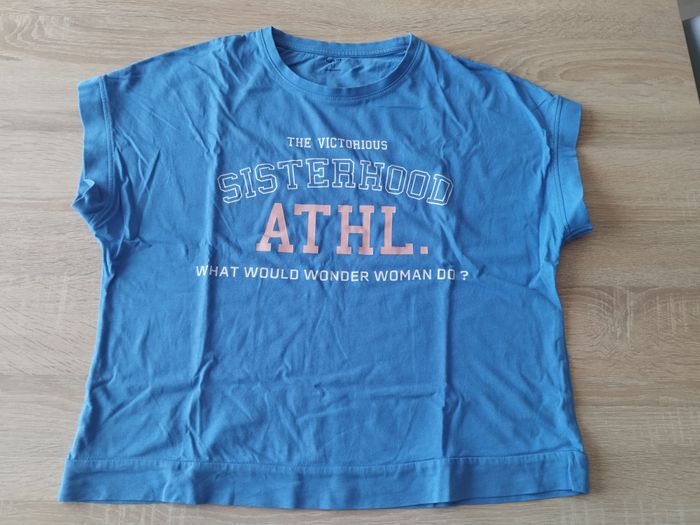 THE VICTORIOUS
SISTERHOOD
ATHL.
WHAT WOULD WONDER WOMAN DO ?